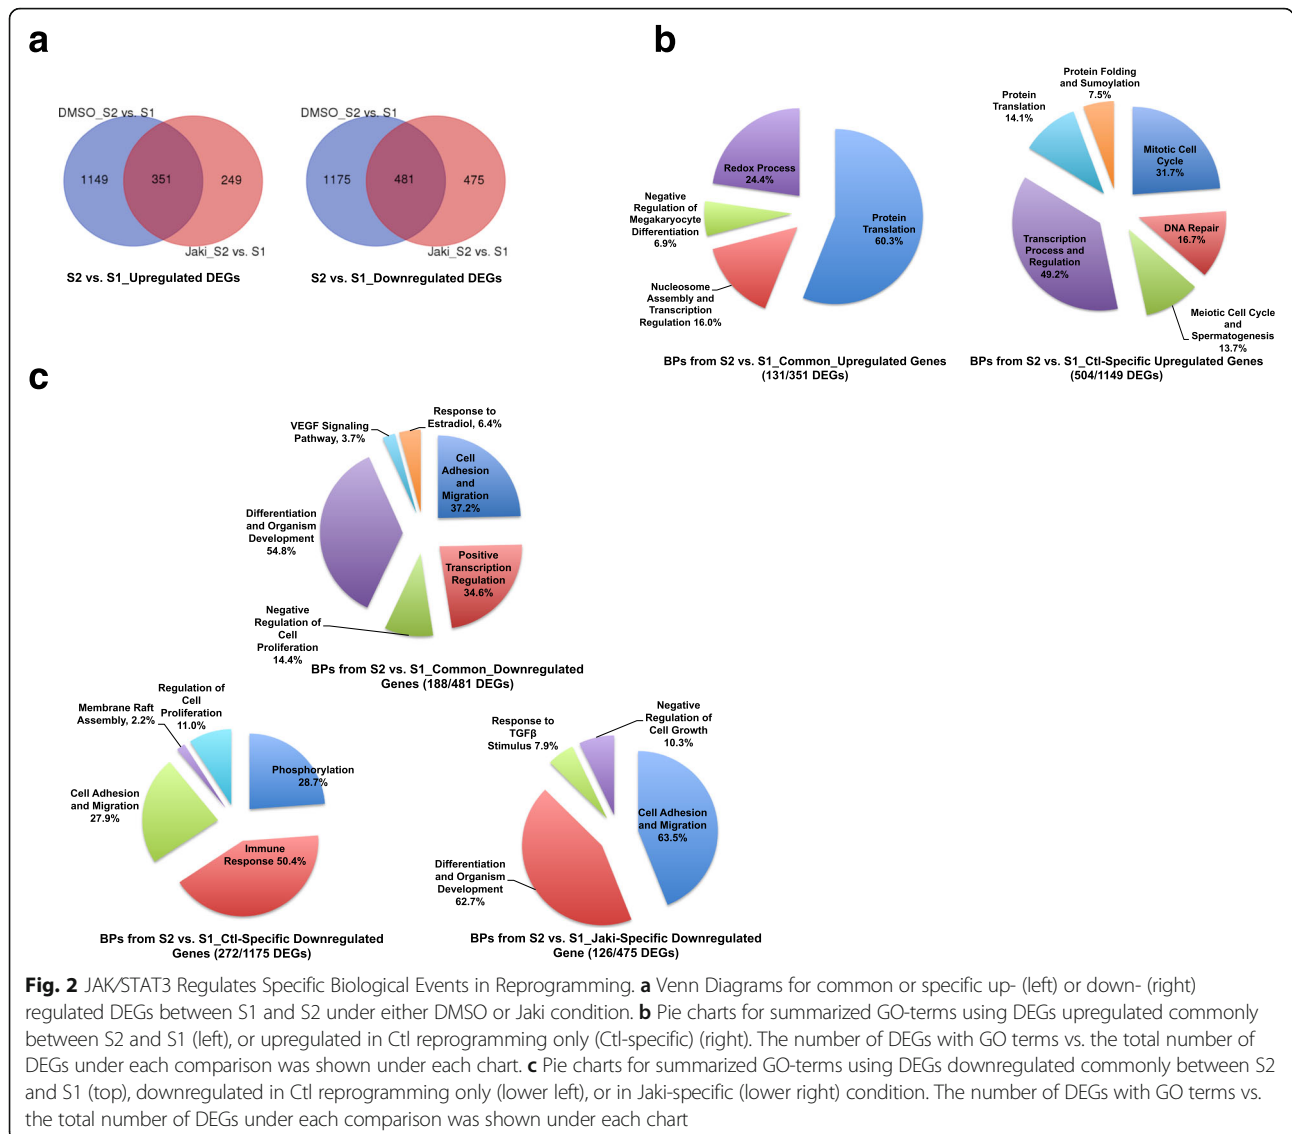 a
DMSO_S2 vs. S1
1149
351
249
Jaki_S2 vs. S1
S2 vs. S1_Upregulated DEGs
DMSO_S2 vs. S1
1175
481
475
Jaki_S2 vs. S1
S2 vs. S1_Downregulated DEGs
b
Redox Process
24.4%
Negative
Regulation of
Megakaryocyte
Differentiation
6.9%
Nucleosome
Assembly and
Transcription
Regulation 16.0%
Protein
Translation
60.3%
BPs from S2 vs. S1_Common_Upregulated Genes
(131/351 DEGs)
Protein Folding
and Sumoylation
7.5%
Protein
Translation
14.1%
Mitotic Cell
Cycle
31.7%
DNA Repair
16.7%
Transcription
Process and
Regulation
49.2%
Meiotic Cell Cycle
and
Spermatogenesis
13.7%
BPs from S2 vs. S1_Ctl-Specific Upregulated Genes
(504/1149 DEGs)
c
VEGF Signaling
Pathway, 3.7%
Response to
Estradiol, 6.4%
Cell
Adhesion
and
Migration
37.2%
Differentiation
and Organism
Development
54.8%
Positive
Transcription
Regulation
34.6%
Negative
Regulation of
Cell
Proliferation
14.4%
BPs from S2 vs. S1_Common_Downregulated
Genes (188/481 DEGs)
Membrane Raft
Assembly, 2.2%
Regulation of
Cell
Proliferation
11.0%
Phosphorylation
28.7%
Cell Adhesion
and Migration
27.9%
Immune
Response 50.4%
BPs from S2 vs. S1_Ctl-Specific Downregulated
Genes (272/1175 DEGs)
Response to
TGFβ
Stimulus 7.9%
Negative
Regulation of
Cell Growth
10.3%
Cell Adhesion
and Migration
63.5%
Differentiation
and Organism
Development
62.7%
BPs from S2 vs. S1_Jaki-Specific Downregulated
Gene (126/475 DEGs)
Fig. 2 JAK/STAT3 Regulates Specific Biological Events in Reprogramming. a Venn Diagrams for common or specific up- (left) or down- (right)
regulated DEGs between S1 and S2 under either DMSO or Jaki condition. b Pie charts for summarized GO-terms using DEGs upregulated commonly
between S2 and S1 (left), or upregulated in Ctl reprogramming only (Ctl-specific) (right). The number of DEGs with GO terms vs. the total number of
DEGs under each comparison was shown under each chart. c Pie charts for summarized GO-terms using DEGs downregulated commonly between S2
and S1 (top), downregulated in Ctl reprogramming only (lower left), or in Jaki-specific (lower right) condition. The number of DEGs with GO terms vs.
the total number of DEGs under each comparison was shown under each chart